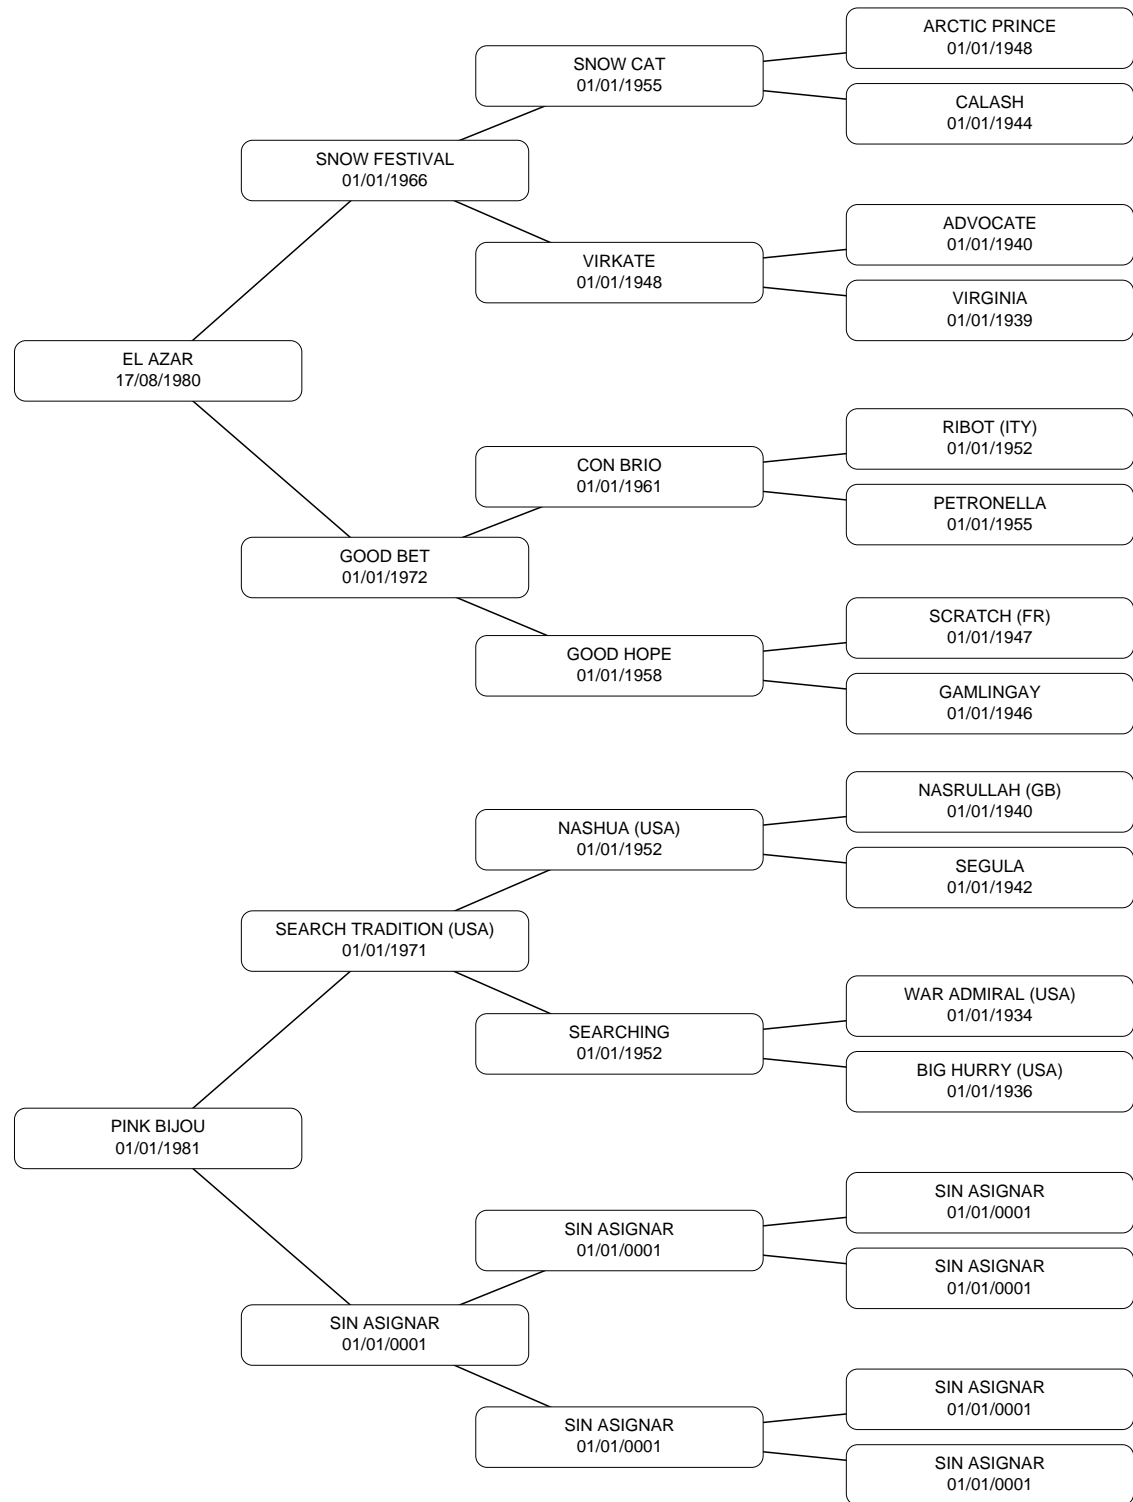 ARCTIC PRINCE
01/01/1948
SNOW CAT
01/01/1955
CALASH
01/01/1944
SNOW FESTIVAL
01/01/1966
ADVOCATE
01/01/1940
VIRKATE
01/01/1948
VIRGINIA
01/01/1939
EL AZAR
17/08/1980
RIBOT (ITY)
01/01/1952
CON BRIO
01/01/1961
PETRONELLA
01/01/1955
GOOD BET
01/01/1972
SCRATCH (FR)
01/01/1947
GOOD HOPE
01/01/1958
GAMLINGAY
01/01/1946
NASRULLAH (GB)
01/01/1940
NASHUA (USA)
01/01/1952
SEGULA
01/01/1942
SEARCH TRADITION (USA)
01/01/1971
WAR ADMIRAL (USA)
01/01/1934
SEARCHING
01/01/1952
BIG HURRY (USA)
01/01/1936
PINK BIJOU
01/01/1981
SIN ASIGNAR
01/01/0001
SIN ASIGNAR
01/01/0001
SIN ASIGNAR
01/01/0001
SIN ASIGNAR
01/01/0001
SIN ASIGNAR
01/01/0001
SIN ASIGNAR
01/01/0001
SIN ASIGNAR
01/01/0001